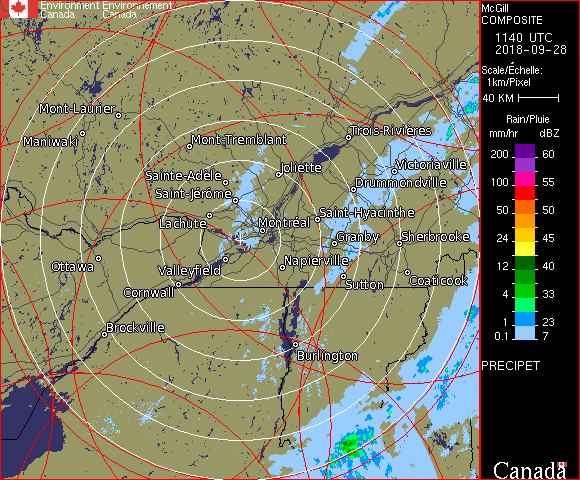 Environment Environnement
Canada Canada
McGill
COMPOSITE
1140 UTC
2018-09-28
Scale/Échelle:
1km/Pixel
40 KM
Rain/Pluie
mm/hr dBZ
200 60
100 55
50 50
24 45
12 40
4 33
1 23
0.1 7
PRECIPET
Canada
Mont-Laurier
Maniwaki
Mont-Tremblant
Trois-Rivières
Sainte-Adèle
Joliette
Victoriaville
Saint-Jérôme
Drummondville
Lachute
Montréal
Saint-Hyacinthe
Granby
Sherbrooke
Ottawa
Valleyfield
Napierville
Cornwall
Sutton
Coaticook
Brockville
Burlington